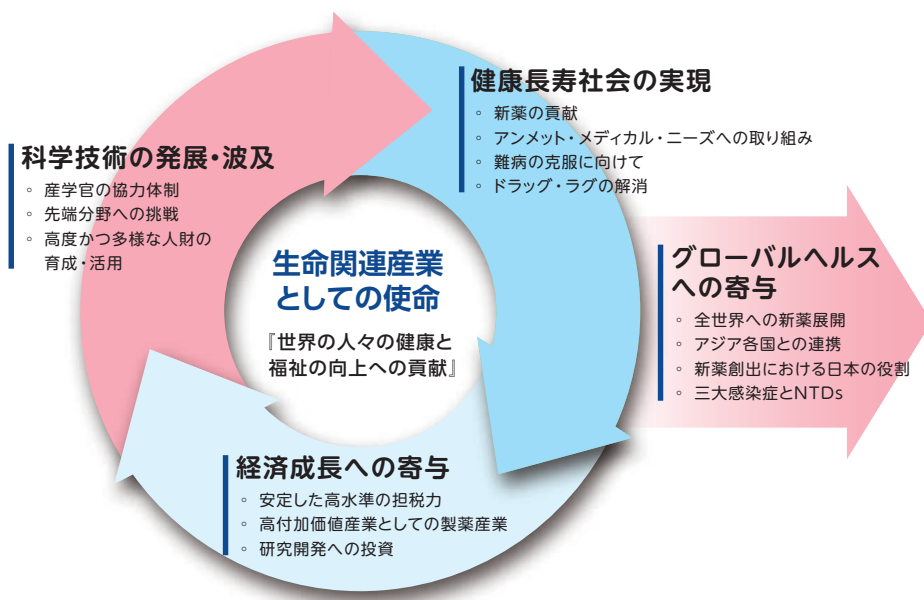 健康長寿社会の実現
◦ 新薬の貢献
◦ アンメット・メディカル・ニーズへの取り組み
◦ 難病の克服に向けて
◦ ドラッグ・ラグの解消
科学技術の発展・波及
◦ 産学官の協力体制
◦ 先端分野への挑戦
◦ 高度かつ多様な人財の
育成・活用
生命関連産業
としての使命
『世界の人々の健康と
福祉の向上への貢献』
グローバルヘルス
への寄与
◦ 全世界への新薬展開
◦ アジア各国との連携
◦ 新薬創出における日本の役割
◦ 三大感染症とNTDs
経済成長への寄与
◦ 安定した高水準の担税力
◦ 高付加価値産業としての製薬産業
◦ 研究開発への投資